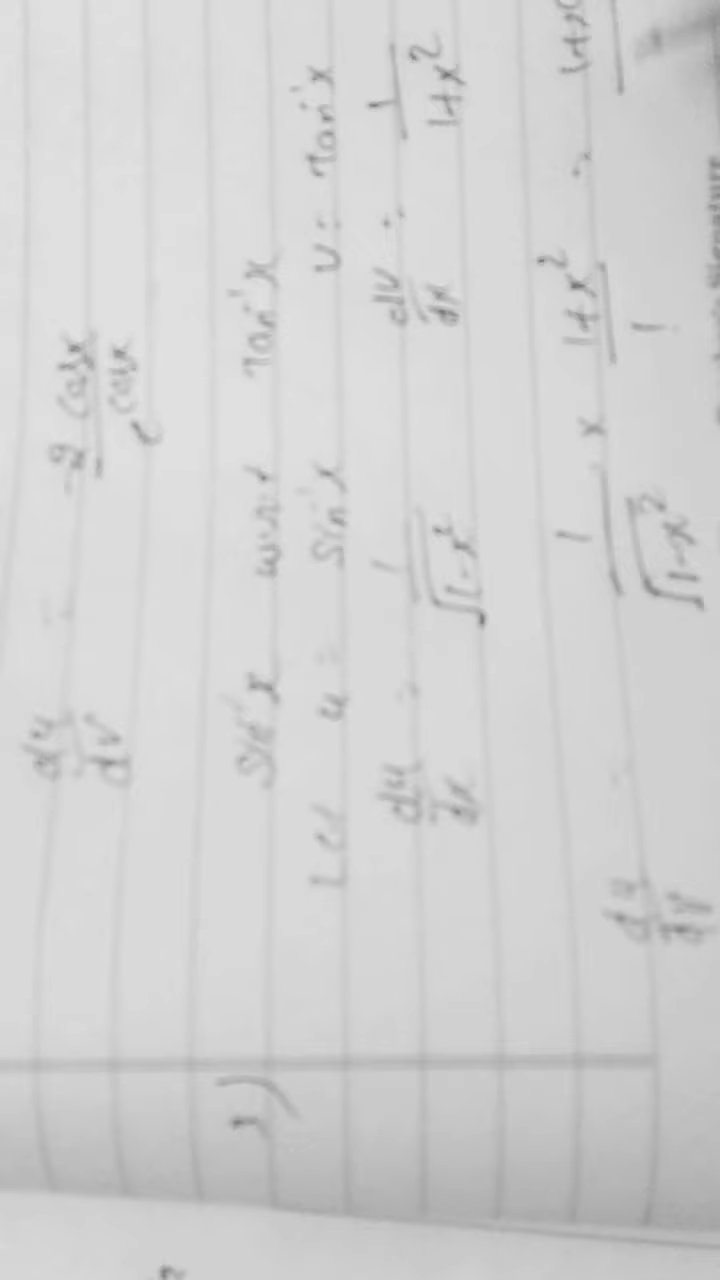 du/dv = -2 cosx / e^cosx
3) sin⁻¹x w.r.t tan⁻¹x
Let u = sin⁻¹x v = tan⁻¹x
du/dx = 1/√(1-x²) dv/dx = 1/(1+x²)
du/dv = 1/√(1-x²) × (1+x²)/1 = 1+x